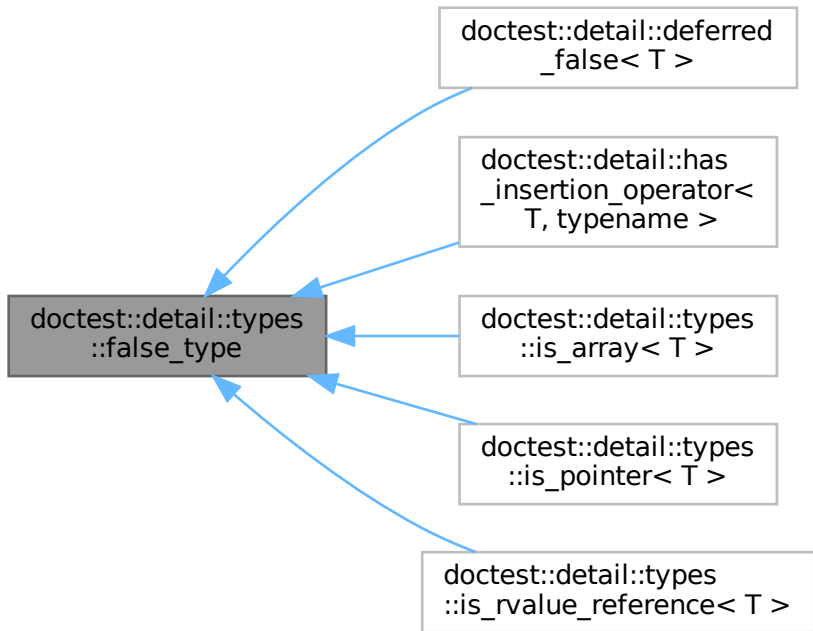 doctest::detail::deferred
_false< T >
doctest::detail::has
_insertion_operator<
T, typename >
doctest::detail::types
::false_type
doctest::detail::types
::is_array< T >
doctest::detail::types
::is_pointer< T >
doctest::detail::types
::is_rvalue_reference< T >